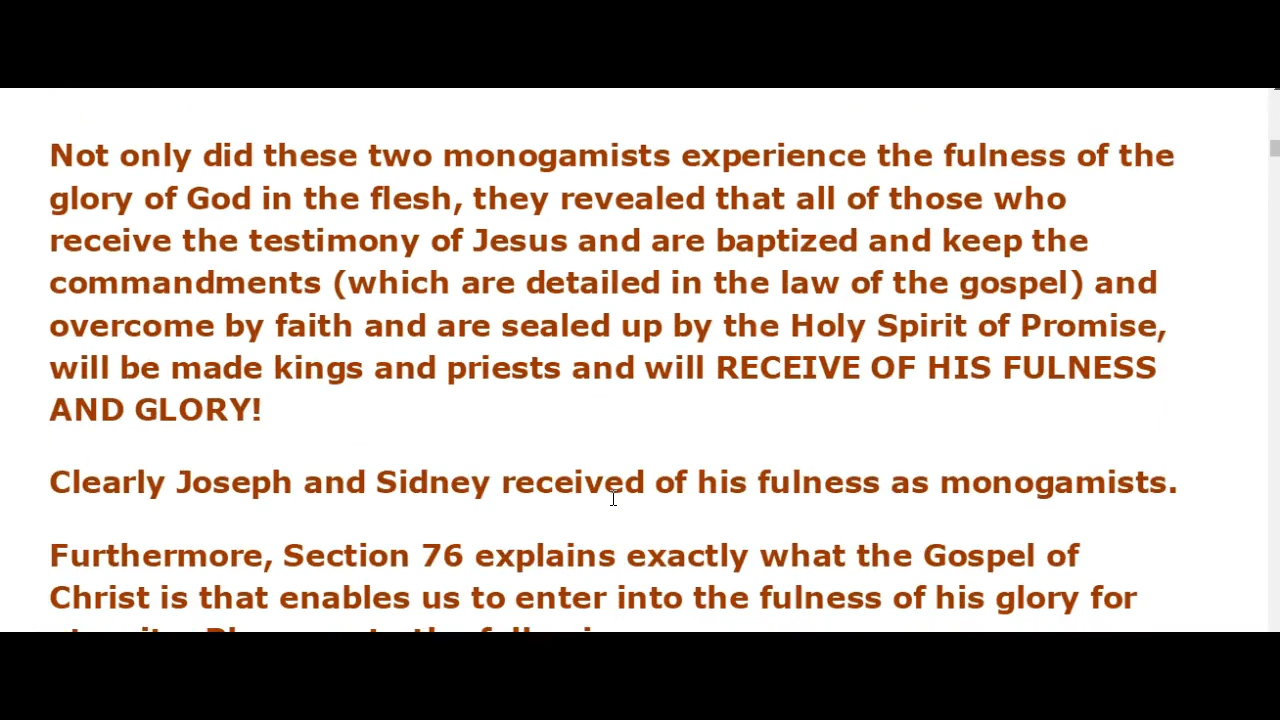 Not only did these two monogamists experience the fulness of the
glory of God in the flesh, they revealed that all of those who
receive the testimony of Jesus and are baptized and keep the
commandments (which are detailed in the law of the gospel) and
overcome by faith and are sealed up by the Holy Spirit of Promise,
will be made kings and priests and will RECEIVE OF HIS FULNESS
AND GLORY!
Clearly Joseph and Sidney received of his fulness as monogamists.
Furthermore, Section 76 explains exactly what the Gospel of
Christ is that enables us to enter into the fulness of his glory for